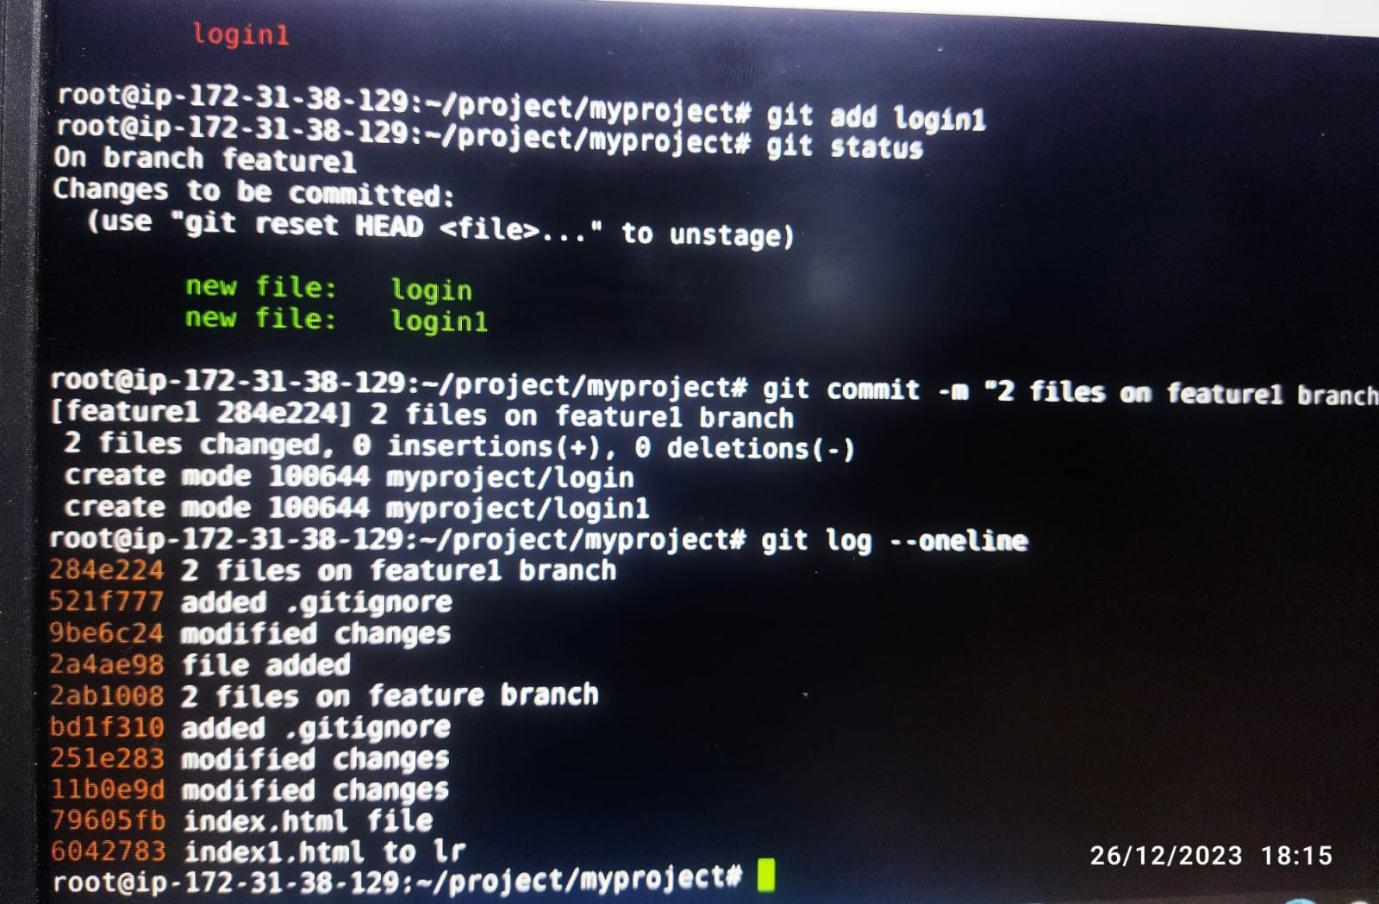 login1
root@ip-172-31-38-129:~/project/myproject# git add login1
root@ip-172-31-38-129:~/project/myproject# git status
On branch feature1
Changes to be committed:
  (use "git reset HEAD <file>..." to unstage)
new file:   login
new file:   login1
root@ip-172-31-38-129:~/project/myproject# git commit -m "2 files on feature1 branch
[feature1 284e224] 2 files on feature1 branch
 2 files changed, 0 insertions(+), 0 deletions(-)
 create mode 100644 myproject/login
 create mode 100644 myproject/login1
root@ip-172-31-38-129:~/project/myproject# git log --oneline
284e224 2 files on feature1 branch
521f777 added .gitignore
9be6c24 modified changes
2a4ae98 file added
2ab1008 2 files on feature branch
bd1f310 added .gitignore
251e283 modified changes
11b0e9d modified changes
79605fb index.html file
6042783 index1.html to lr
root@ip-172-31-38-129:~/project/myproject#
26/12/2023 18:15